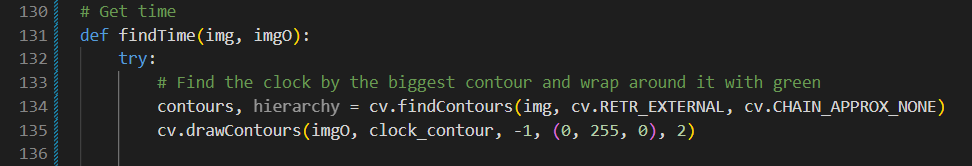 130 # Get time
131 def findTime(img, imgO):
132 try:
133 # Find the clock by the biggest contour and wrap around it with green
134 contours, hierarchy = cv.findContours(img, cv.RETR_EXTERNAL, cv.CHAIN_APPROX_NONE)
135 cv.drawContours(imgO, clock_contour, -1, (0, 255, 0), 2)
136